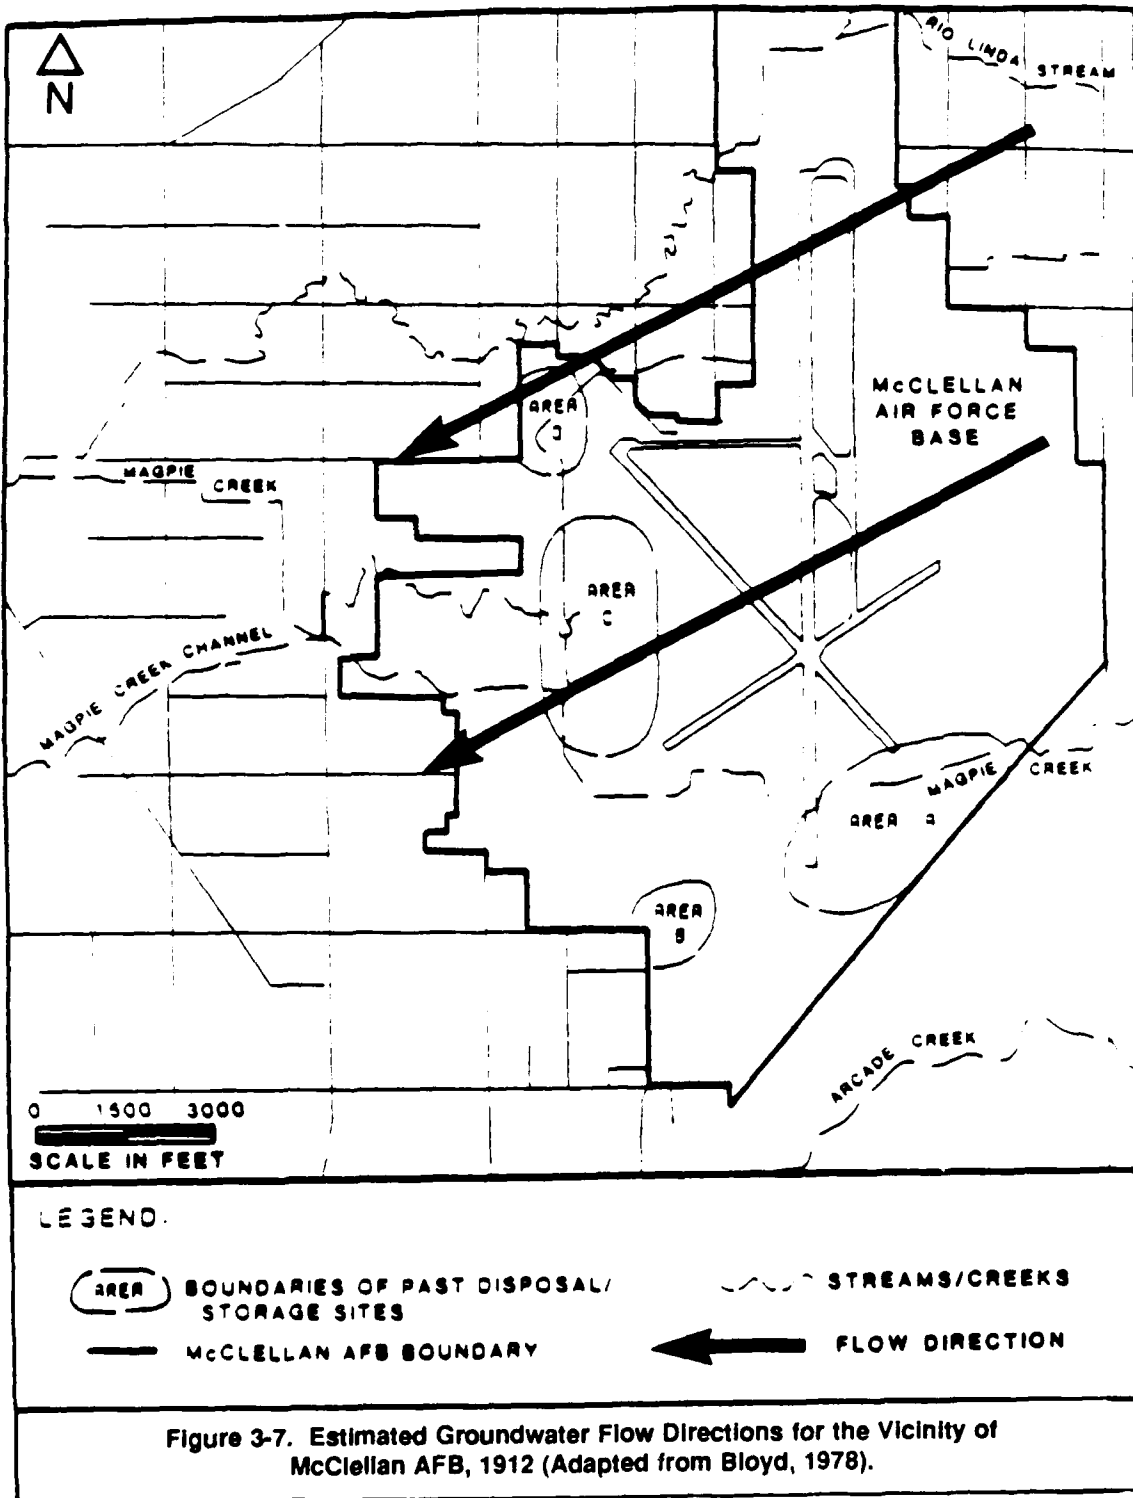 N
RIO LINDA STREAM
McCLELLAN
AIR FORCE
BASE
AREA
D
MAGPIE CREEK
AREA
C
MAGPIE CREEK CHANNEL
MAGPIE CREEK
AREA A
AREA
B
ARCADE CREEK
0 1500 3000
SCALE IN FEET
LEGEND.
AREA
BOUNDARIES OF PAST DISPOSAL/
STORAGE SITES
STREAMS/CREEKS
McCLELLAN AFB BOUNDARY
FLOW DIRECTION
Figure 3-7. Estimated Groundwater Flow Directions for the Vicinity of
McClellan AFB, 1912 (Adapted from Bloyd, 1978).